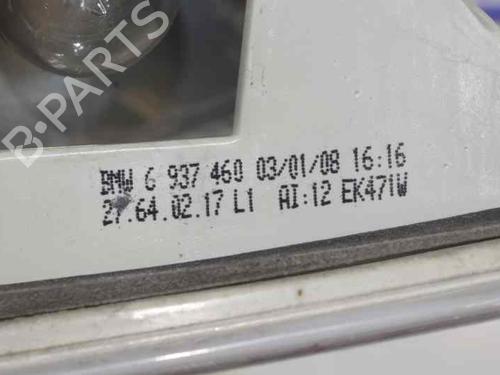 B-PARTS
BMW 6 937 460 03/01/08 16:16
27.64.02.17 L1 AI:12 EK471W